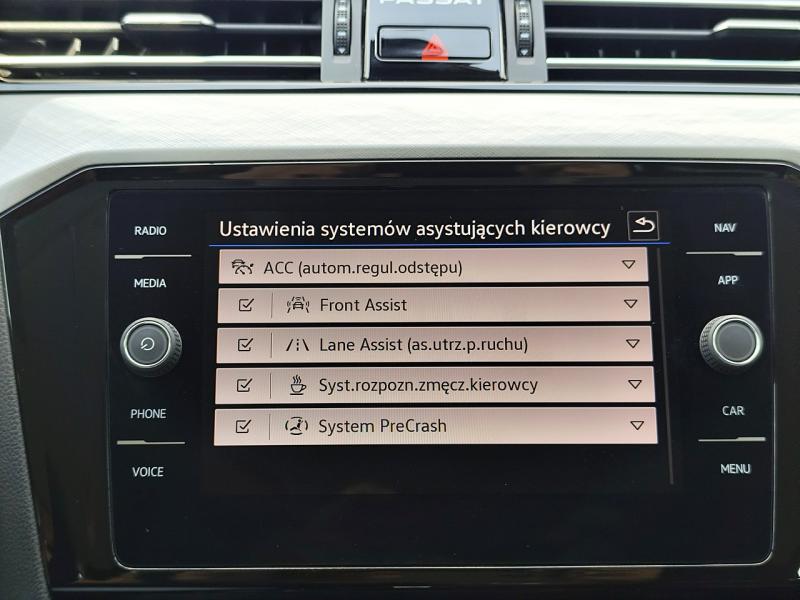 PASSAT
Ustawienia systemów asystujących kierowcy
RADIO
NAV
ACC (autom.regul.odstępu)
MEDIA
APP
Front Assist
Lane Assist (as.utrz.p.ruchu)
Syst.rozpozn.zmęcz.kierowcy
PHONE
CAR
System PreCrash
VOICE
MENU